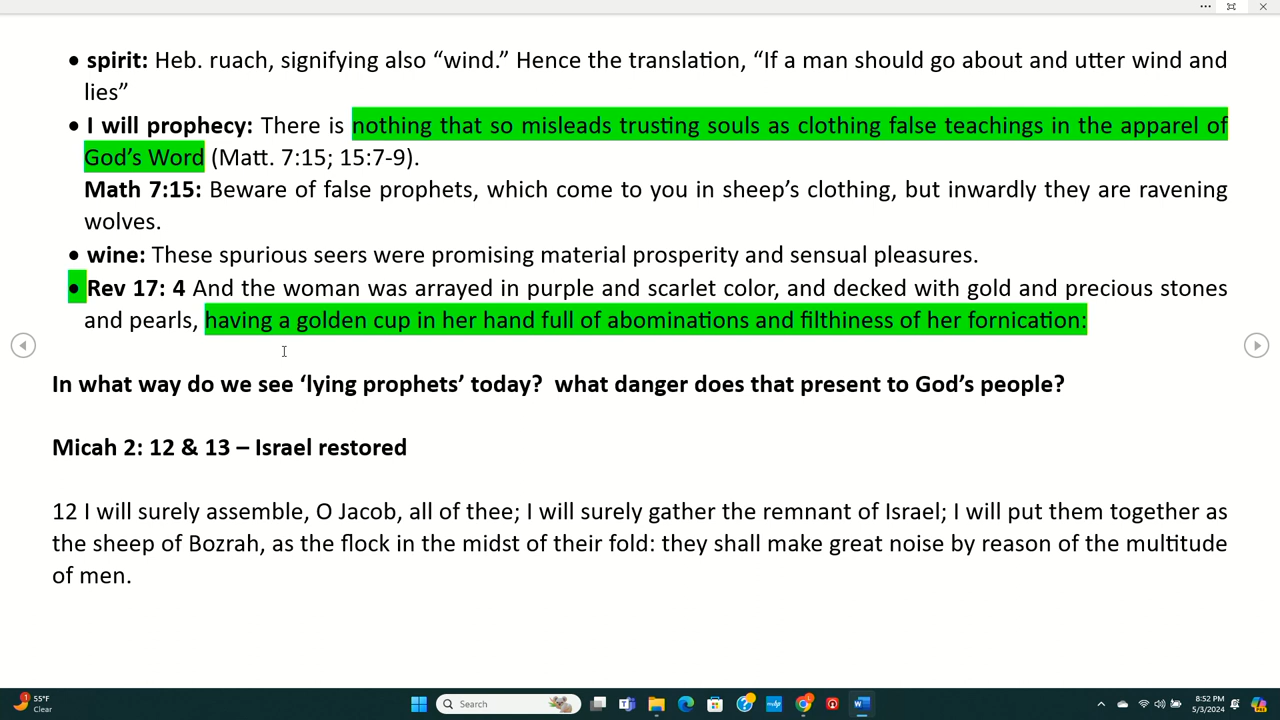 • spirit: Heb. ruach, signifying also “wind.” Hence the translation, “If a man should go about and utter wind and
lies”
• I will prophecy: There is nothing that so misleads trusting souls as clothing false teachings in the apparel of
God’s Word (Matt. 7:15; 15:7-9).
Math 7:15: Beware of false prophets, which come to you in sheep’s clothing, but inwardly they are ravening
wolves.
• wine: These spurious seers were promising material prosperity and sensual pleasures.
• Rev 17: 4 And the woman was arrayed in purple and scarlet color, and decked with gold and precious stones
and pearls, having a golden cup in her hand full of abominations and filthiness of her fornication:
In what way do we see ‘lying prophets’ today?  what danger does that present to God’s people?
Micah 2: 12 & 13 – Israel restored
12 I will surely assemble, O Jacob, all of thee; I will surely gather the remnant of Israel; I will put them together as
the sheep of Bozrah, as the flock in the midst of their fold: they shall make great noise by reason of the multitude
of men.
1
55°F
Clear
Search
8:52 PM
5/3/2024